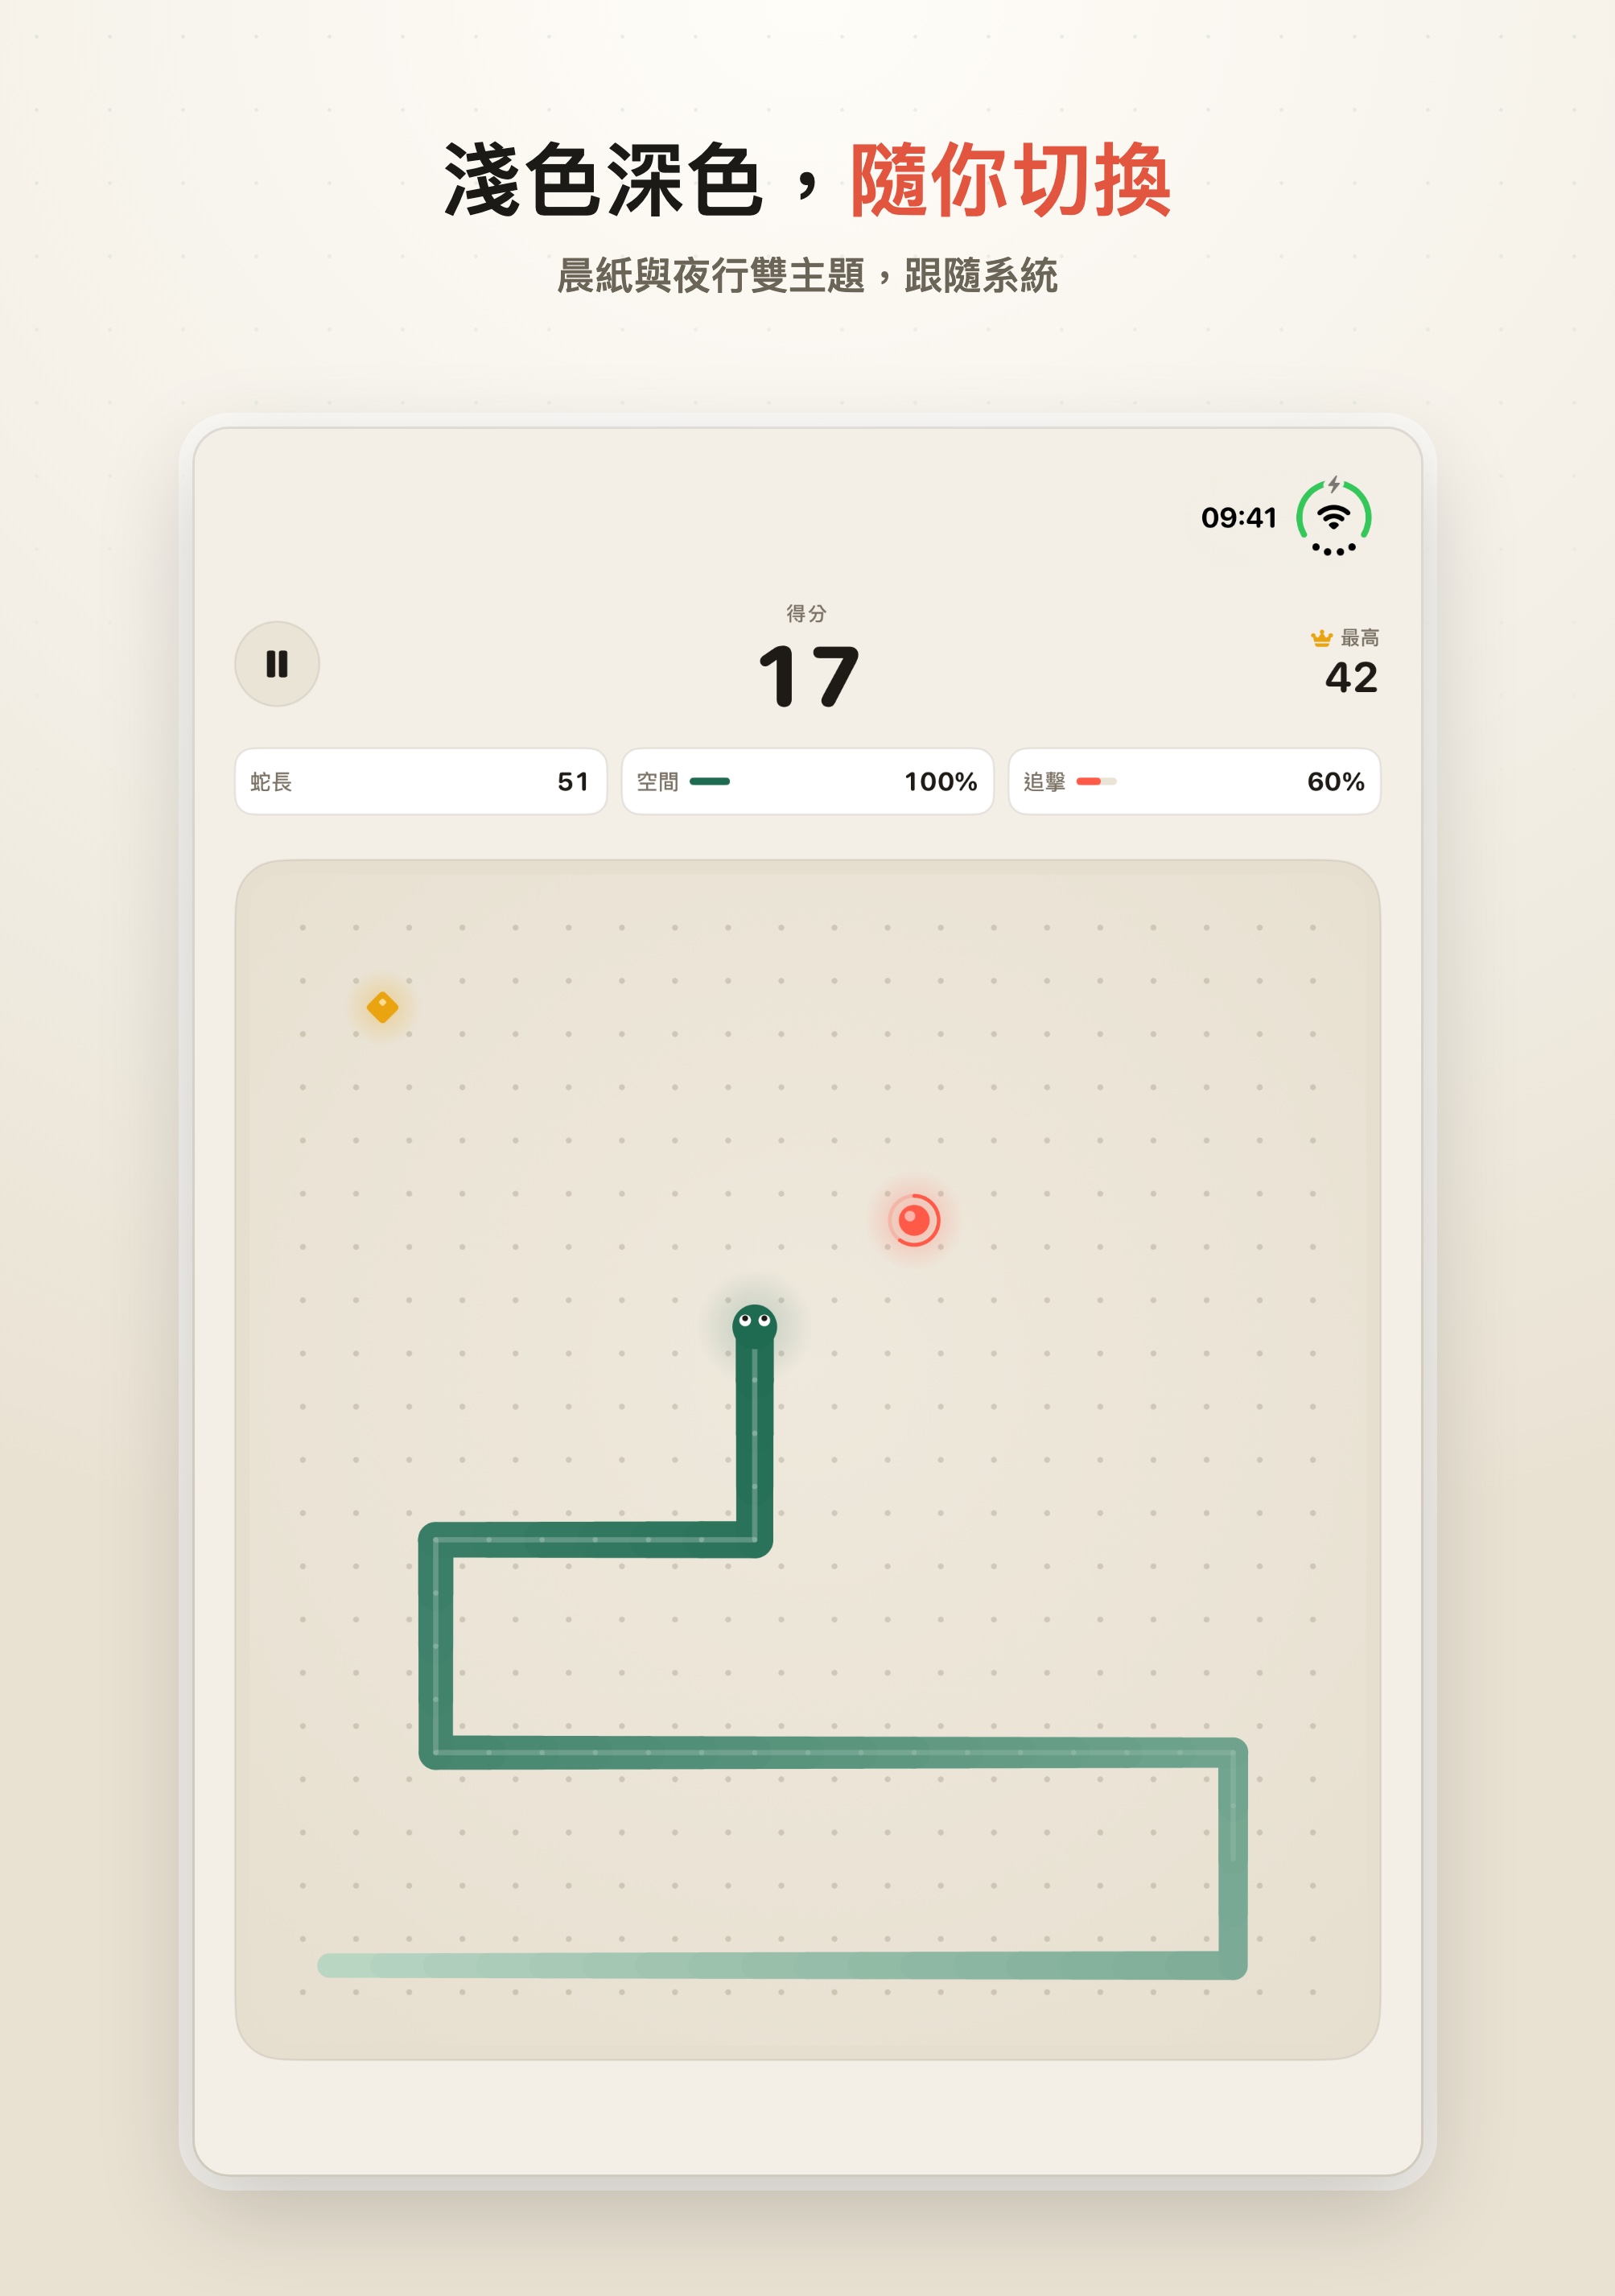 淺色深色，隨你切換
晨紙與夜行雙主題，跟隨系統
09:41
得分
17
最高
42
蛇長 51
空間 100%
追擊 60%